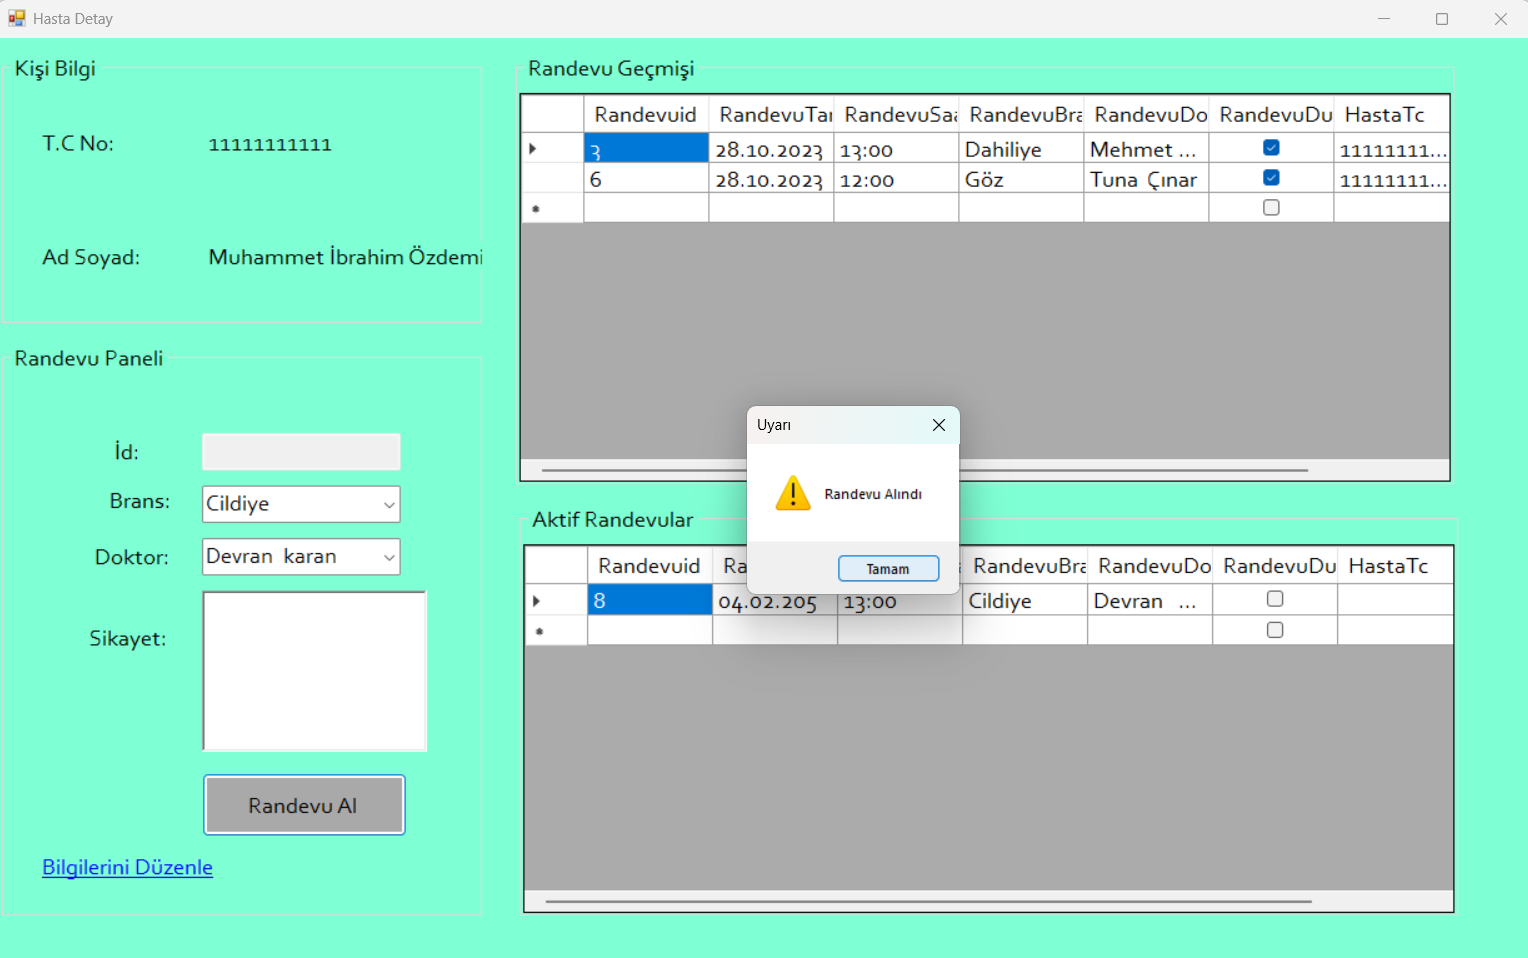 Hasta Detay
Kişi Bilgi
T.C No: 11111111111
Ad Soyad: Muhammet İbrahim Özdemi
Randevu Paneli
İd:
Brans: Cildiye
Doktor: Devran karan
Sikayet:
Randevu Al
Bilgilerini Düzenle
Randevu Geçmişi
Randevuid RandevuTar RandevuSaa RandevuBra RandevuDo RandevuDu HastaTc
3 28.10.2023 13:00 Dahiliye Mehmet ... 11111111...
6 28.10.2023 12:00 Göz Tuna Çınar 11111111...
Uyarı
Randevu Alındı
Tamam
Aktif Randevular
Randevuid Ra RandevuBra RandevuDo RandevuDu HastaTc
8 04.02.205 13:00 Cildiye Devran ...